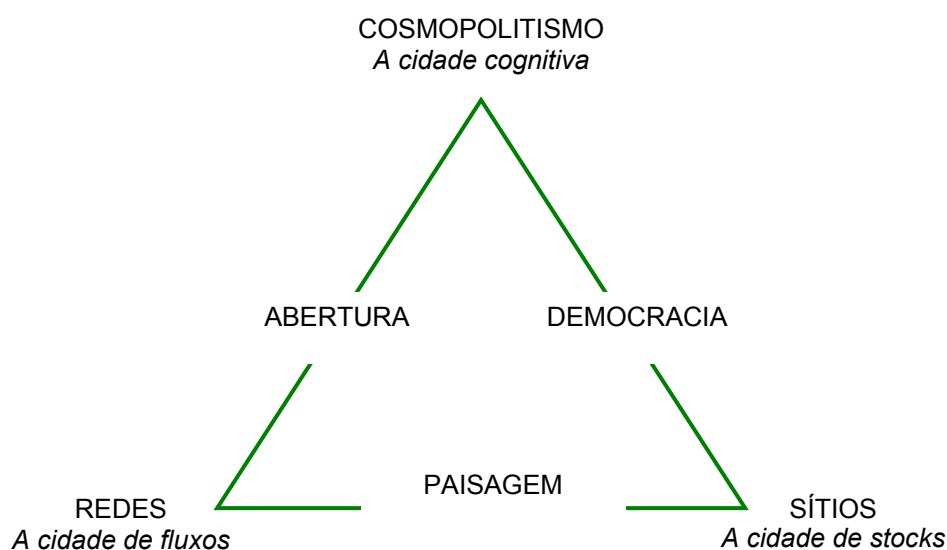 COSMOPOLITISMO
A cidade cognitiva
ABERTURA
DEMOCRACIA
PAISAGEM
REDES
A cidade de fluxos
SÍTIOS
A cidade de stocks